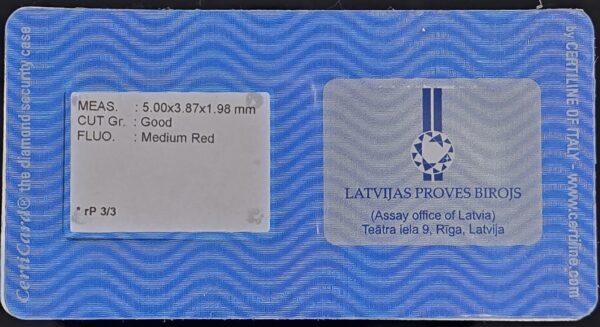 CertiCard® the diamond security case
MEAS. : 5.00x3.87x1.98 mm
CUT Gr. : Good
FLUO. : Medium Red
* rP 3/3
LATVIJAS PROVES BIROJS
(Assay office of Latvia)
Teātra iela 9, Rīga, Latvija
by CERTILINE OF ITALY - www.certiline.com